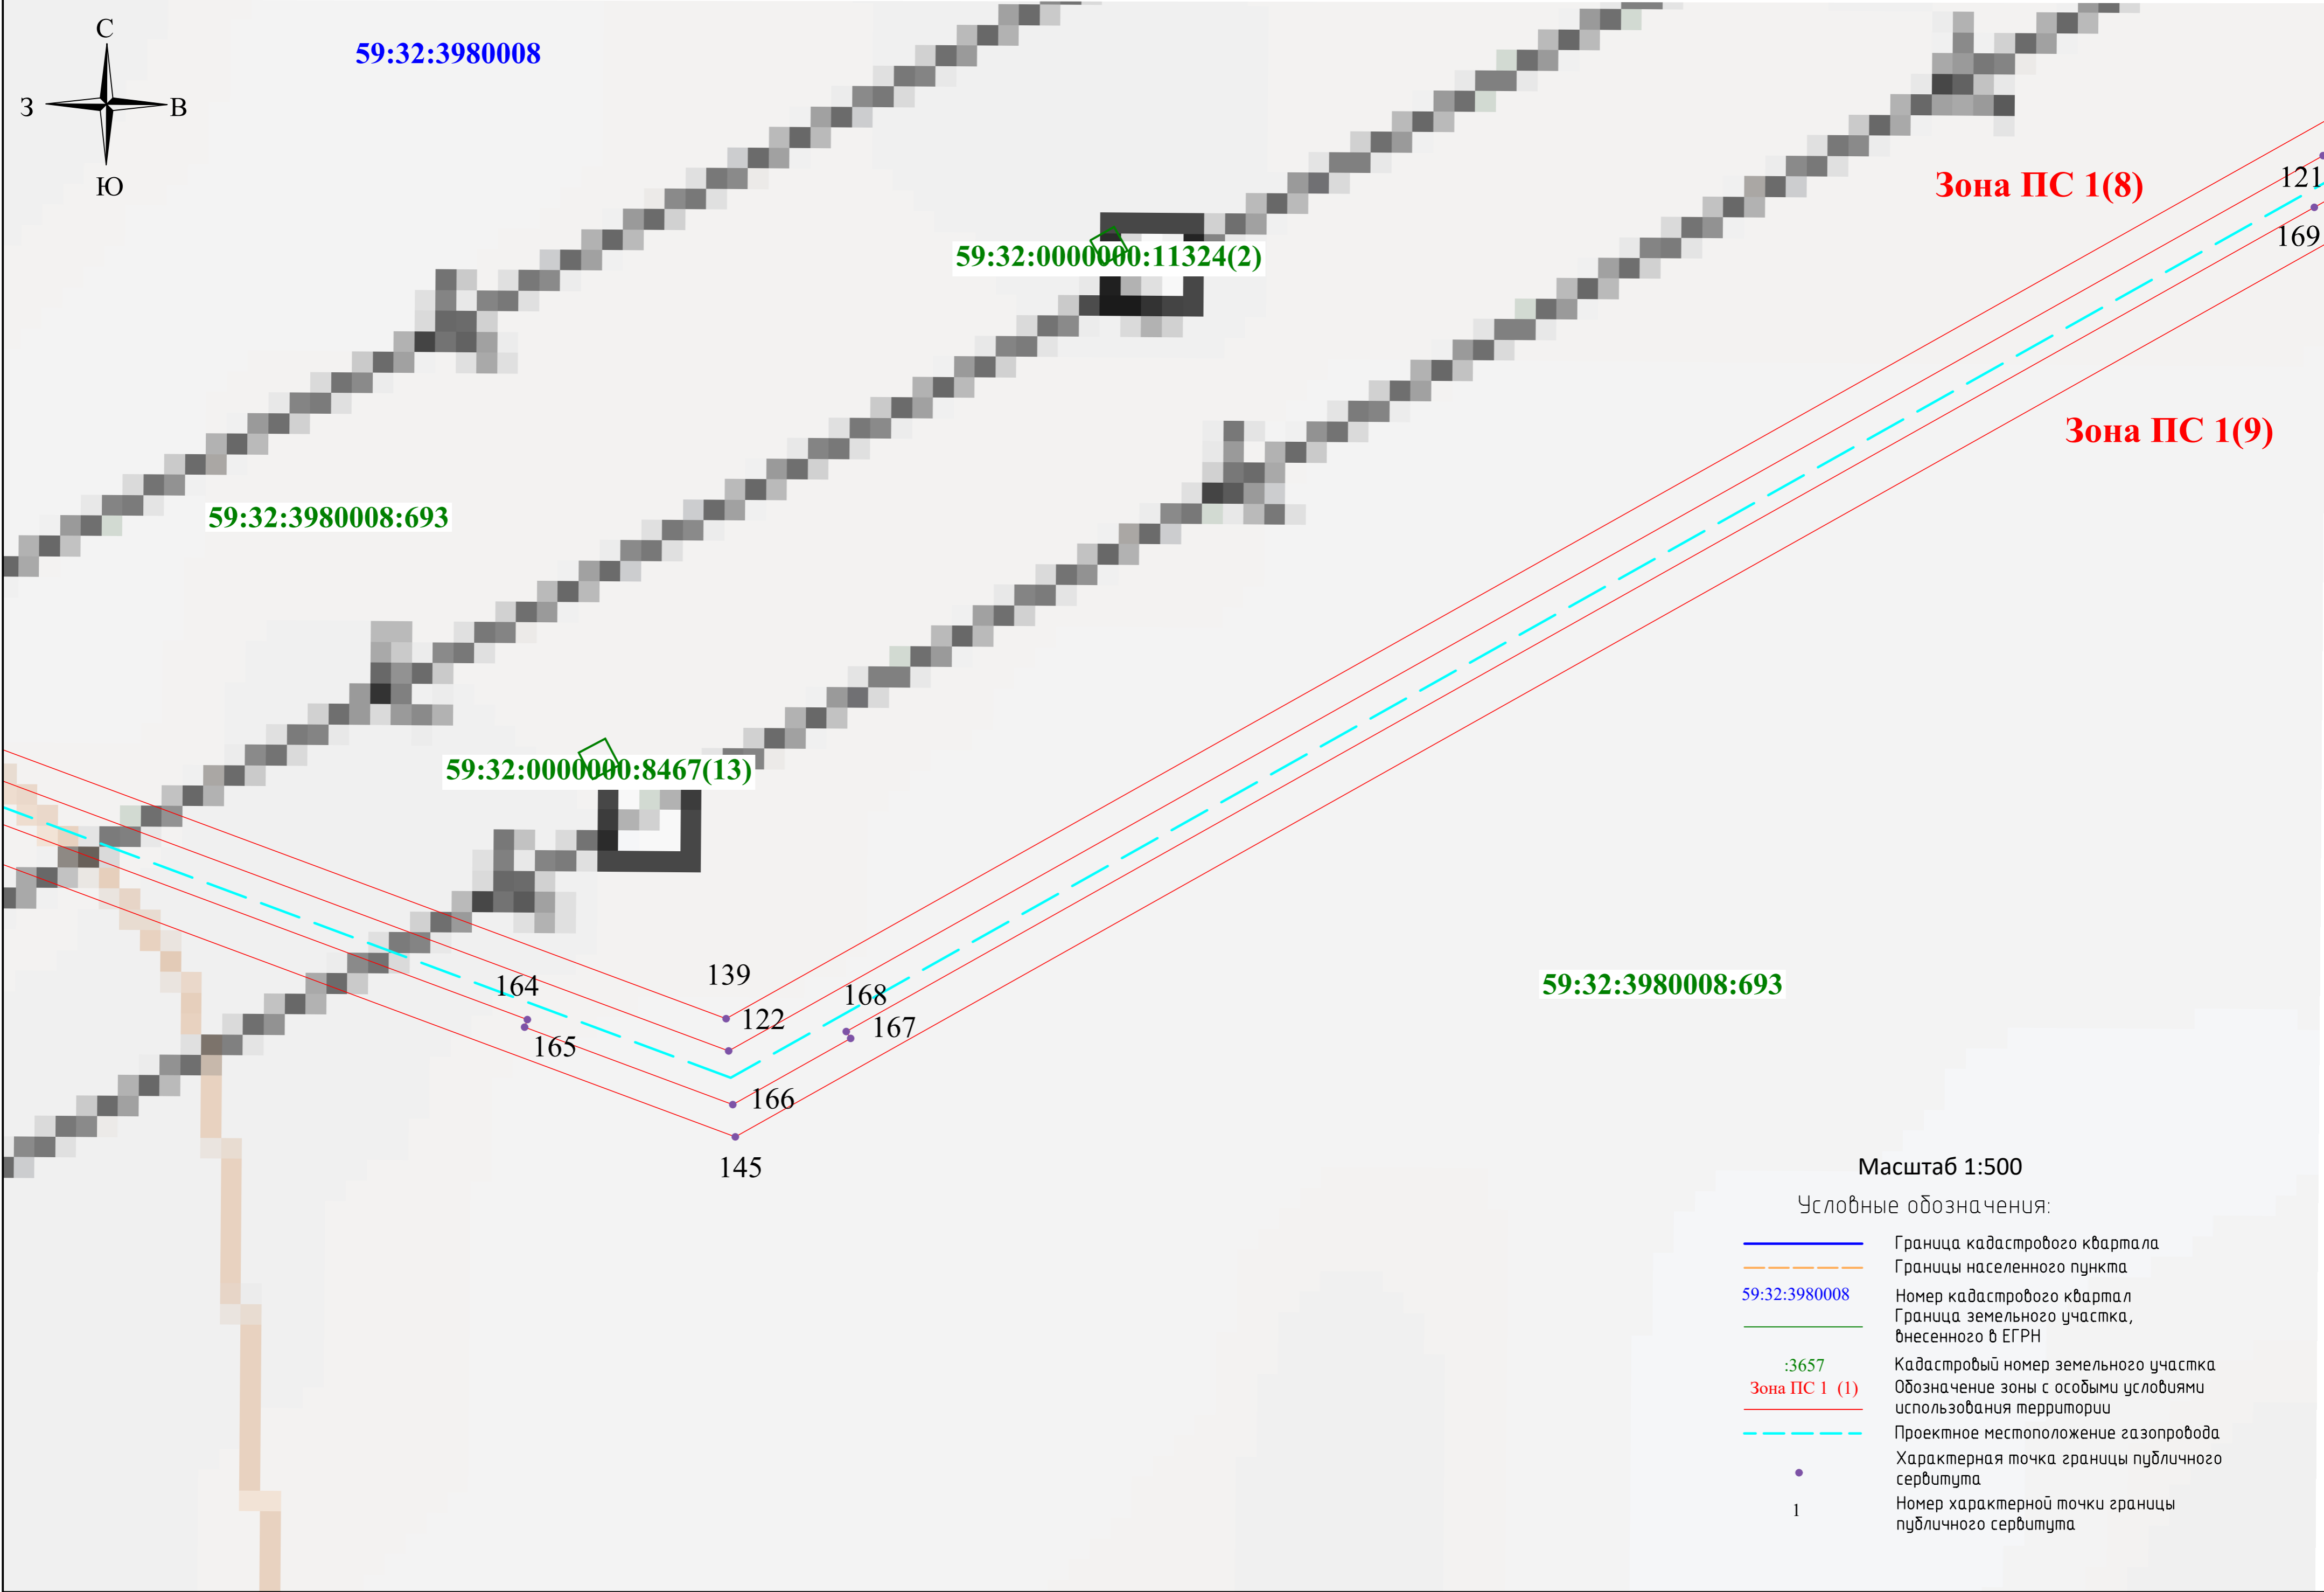 С
59:32:3980008
З
В
Ю
Зона ПС 1(8)
121
169
59:32:0000000:11324(2)
Зона ПС 1(9)
59:32:3980008:693
59:32:0000000:8467(13)
139
164
168
59:32:3980008:693
122
167
165
166
145
Масштаб 1:500
Условные обозначения:
Граница кадастрового квартала
Границы населенного пункта
59:32:3980008
Номер кадастрового квартал
Граница земельного участка,
внесенного в ЕГРН
:3657
Кадастровый номер земельного участка
Зона ПС 1 (1)
Обозначение зоны с особыми условиями
использования территории
Проектное местоположение газопровода
Характерная точка границы публичного
сервитута
1
Номер характерной точки границы
публичного сервитута